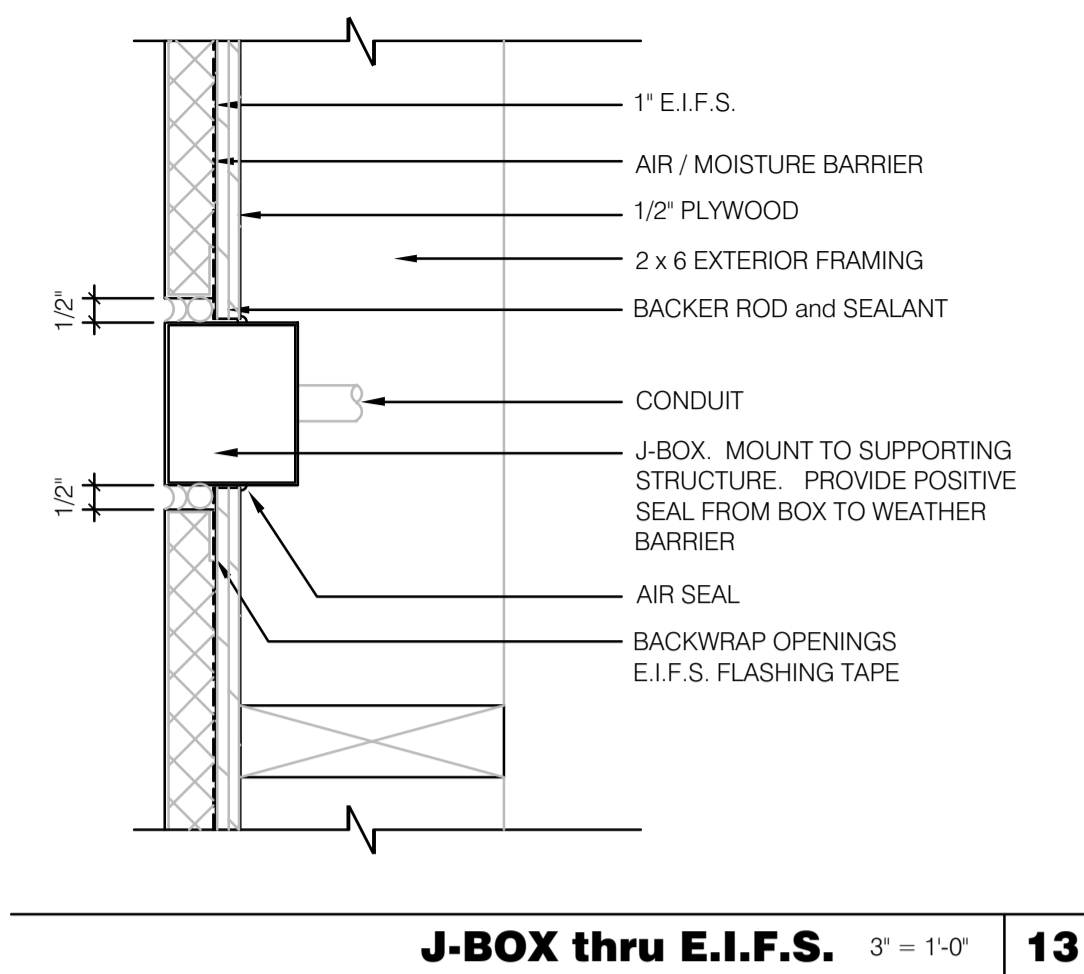 1" E.I.F.S.
AIR / MOISTURE BARRIER
1/2" PLYWOOD
2 x 6 EXTERIOR FRAMING
1/2"
BACKER ROD and SEALANT
CONDUIT
J-BOX. MOUNT TO SUPPORTING
STRUCTURE. PROVIDE POSITIVE
SEAL FROM BOX TO WEATHER
BARRIER
1/2"
AIR SEAL
BACKWRAP OPENINGS
E.I.F.S. FLASHING TAPE
J-BOX thru E.I.F.S. 3" = 1'-0" 13